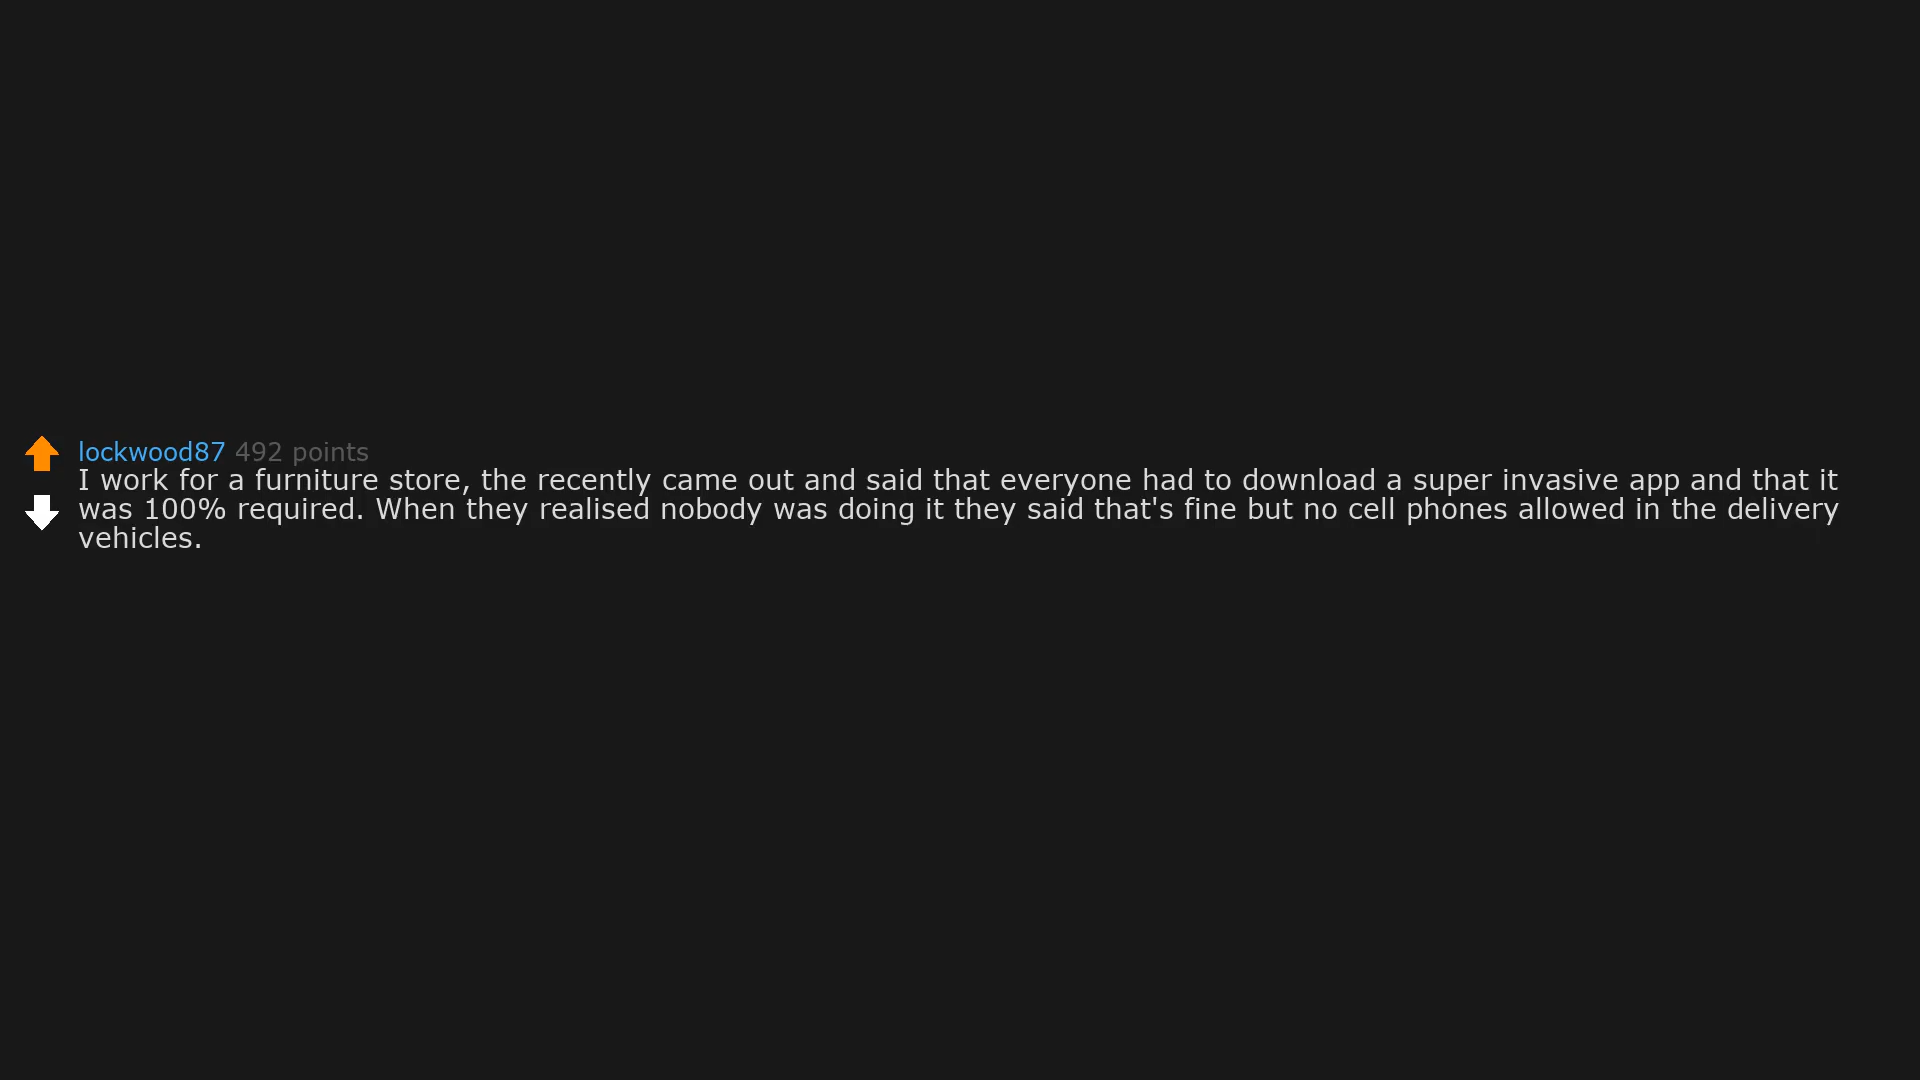 lockwood87 492 points
I work for a furniture store, the recently came out and said that everyone had to download a super invasive app and that it
was 100% required. When they realised nobody was doing it they said that's fine but no cell phones allowed in the delivery
vehicles.